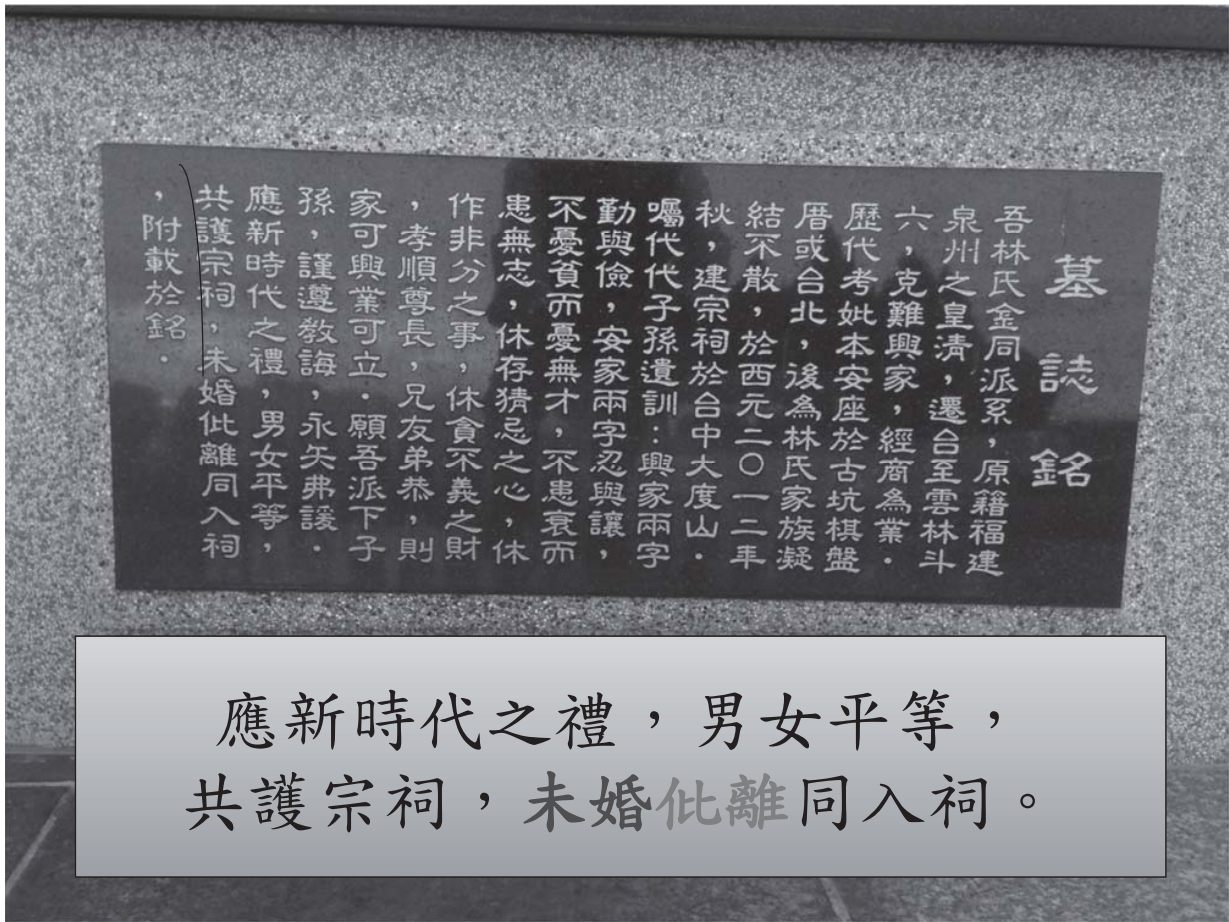 墓誌銘
吾林氏金同派系，原籍福建
泉州之皇清，遷台至雲林斗
六，克難興家，經商為業．
歷代考妣本安座於古坑棋盤
厝或台北，後為林氏家族凝
結不散，於西元二〇一二年
秋，建宗祠於台中大度山．
囑代代子孫遺訓：興家兩字
勤與儉，安家兩字忍與讓，
不憂貧而憂無才，不患衰而
患無志，休存猜忌之心，休
作非分之事，休貪不義之財
，孝順尊長，兄友弟恭，則
家可興業可立．願吾派下子
孫，謹遵教誨，永矢弗諼．
應新時代之禮，男女平等，
共護宗祠，未婚仳離同入祠
，附載於銘．
應新時代之禮，男女平等，
共護宗祠，未婚仳離同入祠。